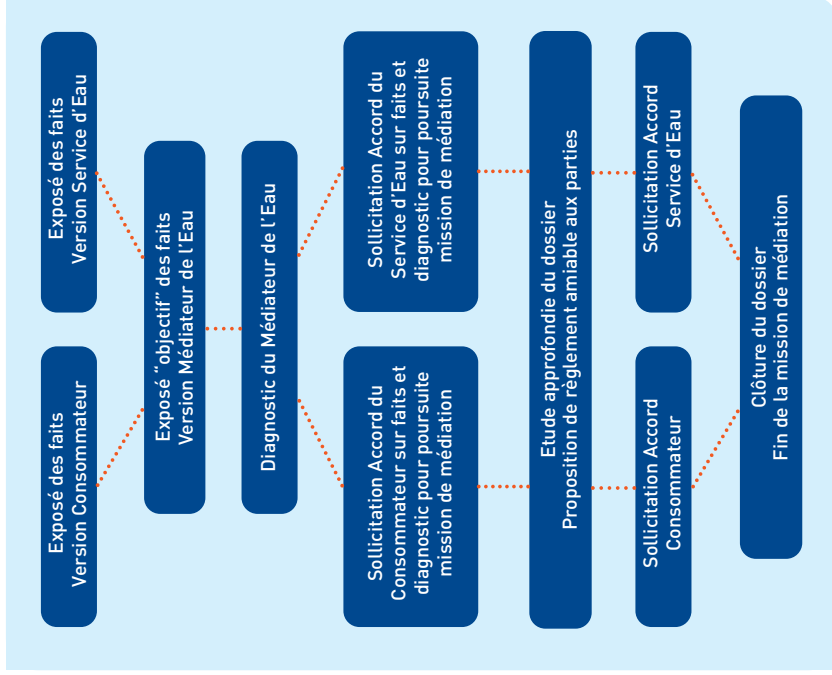 Exposé des faits
Version Consommateur
Exposé des faits
Version Service d'Eau
Exposé “objectif” des faits
Version Médiateur de l'Eau
Diagnostic du Médiateur de l'Eau
Sollicitation Accord du
Consommateur sur faits et
diagnostic pour poursuite
mission de médiation
Sollicitation Accord du
Service d'Eau sur faits et
diagnostic pour poursuite
mission de médiation
Etude approfondie du dossier
Proposition de règlement amiable aux parties
Sollicitation Accord
Consommateur
Sollicitation Accord
Service d'Eau
Clôture du dossier
Fin de la mission de médiation